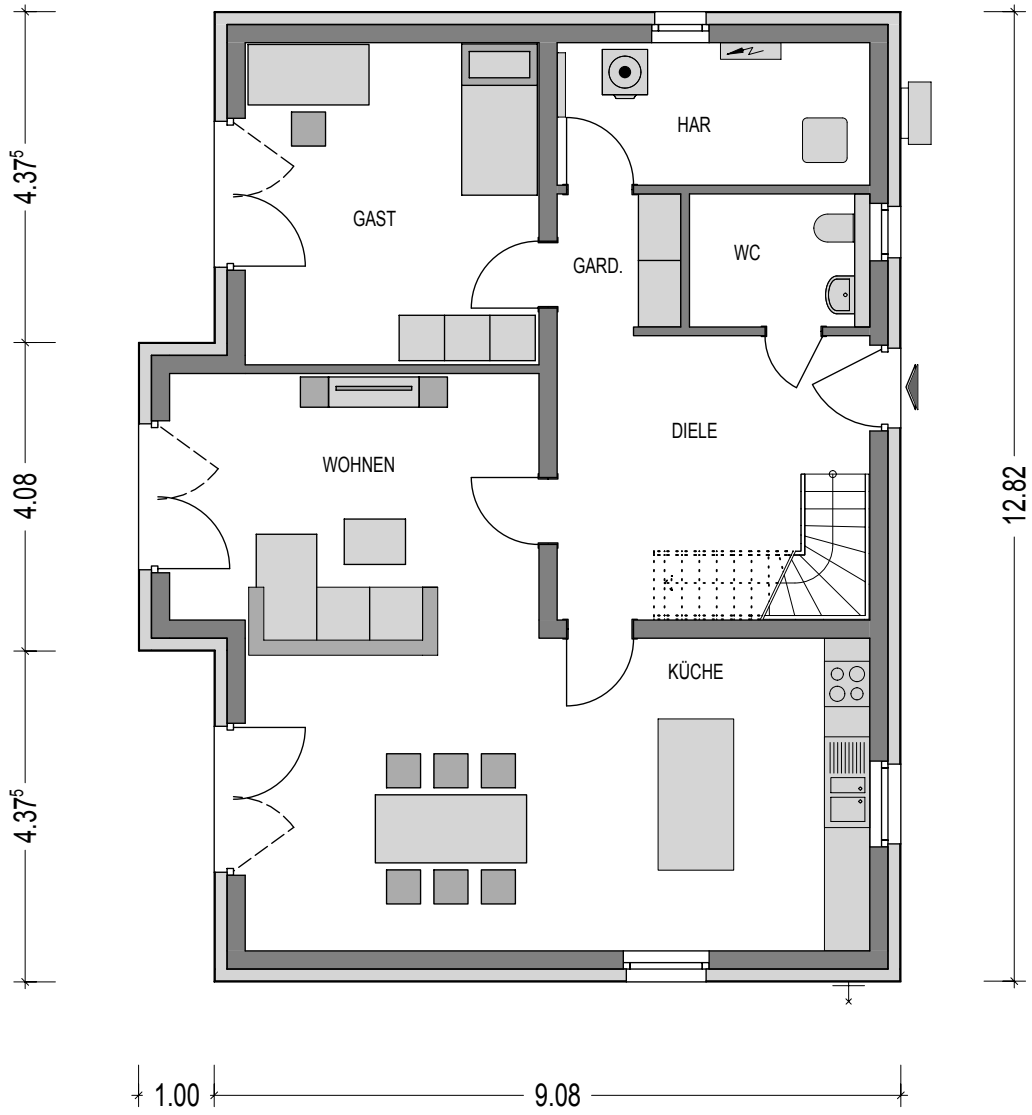 HAR
4.37⁵
GAST
WC
GARD.
DIELE
WOHNEN
4.08
12.82
KÜCHE
4.37⁵
1.00
9.08